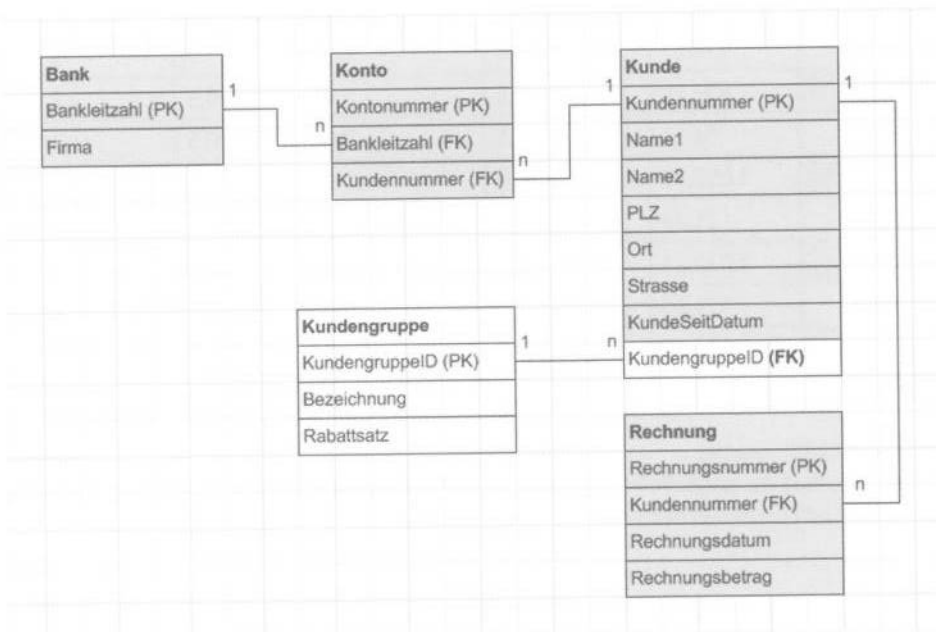 Bank
Bankleitzahl (PK)
Firma
1
n
Konto
Kontonummer (PK)
Bankleitzahl (FK)
Kundennummer (FK)
n
1
Kunde
Kundennummer (PK)
Name1
Name2
PLZ
Ort
Strasse
KundeSeitDatum
KundengruppeID (FK)
1
Kundengruppe
KundengruppeID (PK)
Bezeichnung
Rabattsatz
1
n
Rechnung
Rechnungsnummer (PK)
Kundennummer (FK)
Rechnungsdatum
Rechnungsbetrag
n